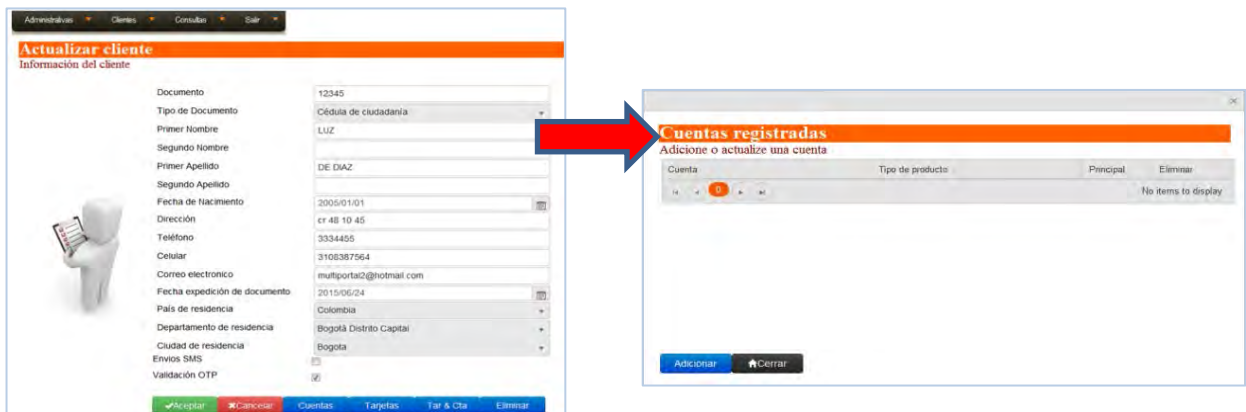 Administrativas Clientes Consultas Salir
Actualizar cliente
Información del cliente
Documento 12345
Tipo de Documento Cédula de ciudadanía
Primer Nombre LUZ
Segundo Nombre
Primer Apellido DE DIAZ
Segundo Apellido
Fecha de Nacimiento 2005/01/01
Dirección cr 48 10 45
Teléfono 3334455
Celular 3108387564
Correo electronico multiportal2@hotmail.com
Fecha expedición de documento 2015/06/24
País de residencia Colombia
Departamento de residencia Bogotá Distrito Capital
Ciudad de residencia Bogota
Envios SMS
Validación OTP
Aceptar Cancelar Cuentas Tarjetas Tar & Cta Eliminar
Cuentas registradas
Adicione o actualize una cuenta
Cuenta Tipo de producto Principal Eliminar
0 No items to display
Adicionar Cerrar